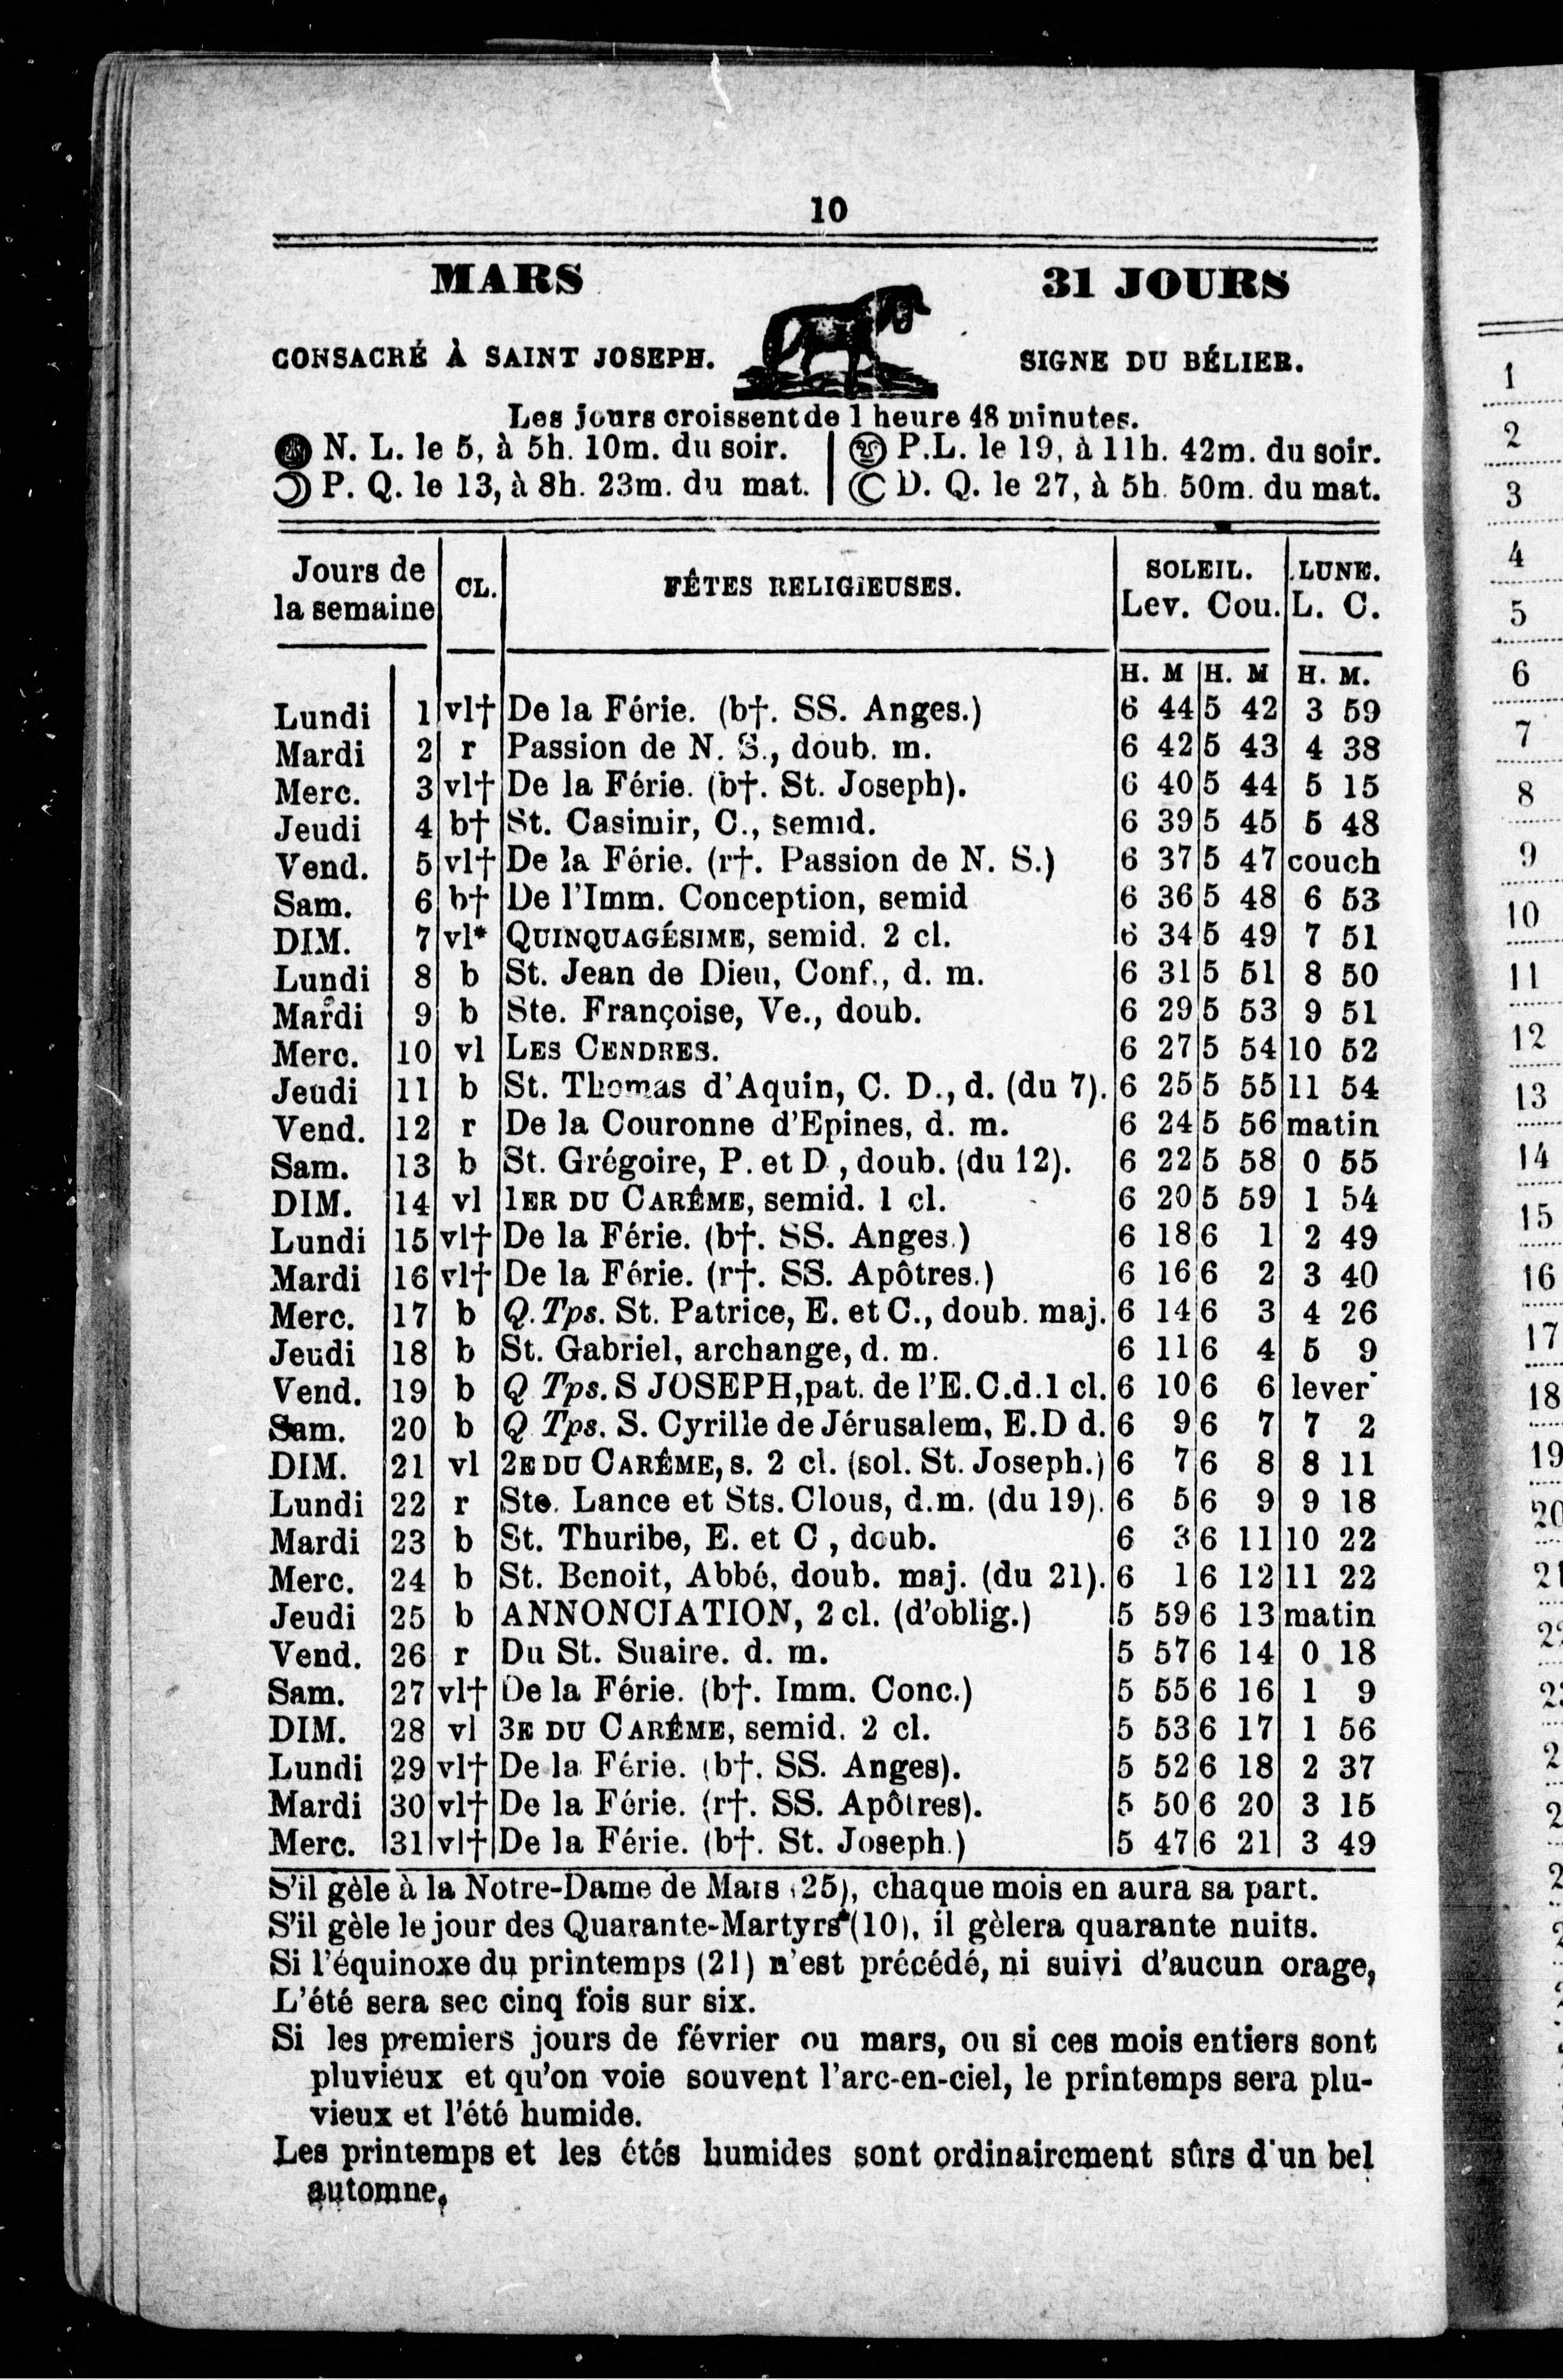 10
MARS 31 JOURS
CONSACRÉ À SAINT JOSEPH. SIGNE DU BÉLIER.
Les jours croissent de 1 heure 48 minutes.
N. L. le 5, à 5h. 10m. du soir. P.L. le 19, à 11h. 42m. du soir.
P. Q. le 13, à 8h. 23m. du mat. D. Q. le 27, à 5h. 50m. du mat.
Jours de la semaine CL. FÊTES RELIGIEUSES. SOLEIL. LUNE.
Lev. Cou. L. C.
H. M H. M H. M.
Lundi 1 vl† De la Férie. (b†. SS. Anges.) 6 44 5 42 3 59
Mardi 2 r Passion de N. S., doub. m. 6 42 5 43 4 38
Merc. 3 vl† De la Férie. (b†. St. Joseph). 6 40 5 44 5 15
Jeudi 4 b† St. Casimir, C., semid. 6 39 5 45 5 48
Vend. 5 vl† De la Férie. (r†. Passion de N. S.) 6 37 5 47 couch
Sam. 6 b† De l'Imm. Conception, semid 6 36 5 48 6 53
DIM. 7 vl* QUINQUAGÉSIME, semid. 2 cl. 6 34 5 49 7 51
Lundi 8 b St. Jean de Dieu, Conf., d. m. 6 31 5 51 8 50
Mardi 9 b Ste. Françoise, Ve., doub. 6 29 5 53 9 51
Merc. 10 vl LES CENDRES. 6 27 5 54 10 52
Jeudi 11 b St. Thomas d'Aquin, C. D., d. (du 7). 6 25 5 55 11 54
Vend. 12 r De la Couronne d'Epines, d. m. 6 24 5 56 matin
Sam. 13 b St. Grégoire, P. et D , doub. (du 12). 6 22 5 58 0 55
DIM. 14 vl 1ER DU CARÊME, semid. 1 cl. 6 20 5 59 1 54
Lundi 15 vl† De la Férie. (b†. SS. Anges.) 6 18 6 1 2 49
Mardi 16 vl† De la Férie. (r†. SS. Apôtres.) 6 16 6 2 3 40
Merc. 17 b Q. Tps. St. Patrice, E. et C., doub. maj. 6 14 6 3 4 26
Jeudi 18 b St. Gabriel, archange, d. m. 6 11 6 4 5 9
Vend. 19 b Q Tps. S JOSEPH, pat. de l'E.C.d.1 cl. 6 10 6 6 lever
Sam. 20 b Q Tps. S. Cyrille de Jérusalem, E.D d. 6 9 6 7 7 2
DIM. 21 vl 2E DU CARÊME, s. 2 cl. (sol. St. Joseph.) 6 7 6 8 8 11
Lundi 22 r Ste. Lance et Sts. Clous, d.m. (du 19). 6 5 6 9 9 18
Mardi 23 b St. Thuribe, E. et C , doub. 6 3 6 11 10 22
Merc. 24 b St. Benoit, Abbé, doub. maj. (du 21). 6 1 6 12 11 22
Jeudi 25 b ANNONCIATION, 2 cl. (d'oblig.) 5 59 6 13 matin
Vend. 26 r Du St. Suaire. d. m. 5 57 6 14 0 18
Sam. 27 vl† De la Férie. (b†. Imm. Conc.) 5 55 6 16 1 9
DIM. 28 vl 3E DU CARÊME, semid. 2 cl. 5 53 6 17 1 56
Lundi 29 vl† De la Férie. (b†. SS. Anges). 5 52 6 18 2 37
Mardi 30 vl† De la Férie. (r†. SS. Apôtres). 5 50 6 20 3 15
Merc. 31 vl† De la Férie. (b†. St. Joseph.) 5 47 6 21 3 49
S'il gèle à la Notre-Dame de Mars (25), chaque mois en aura sa part.
S'il gèle le jour des Quarante-Martyrs (10), il gèlera quarante nuits.
Si l'équinoxe du printemps (21) n'est précédé, ni suivi d'aucun orage,
L'été sera sec cinq fois sur six.
Si les premiers jours de février ou mars, ou si ces mois entiers sont
pluvieux et qu'on voie souvent l'arc-en-ciel, le printemps sera plu-
vieux et l'été humide.
Les printemps et les étés humides sont ordinairement sûrs d'un bel
automne.
1
2
3
4
5
6
7
8
9
10
11
12
13
14
15
16
17
18
19